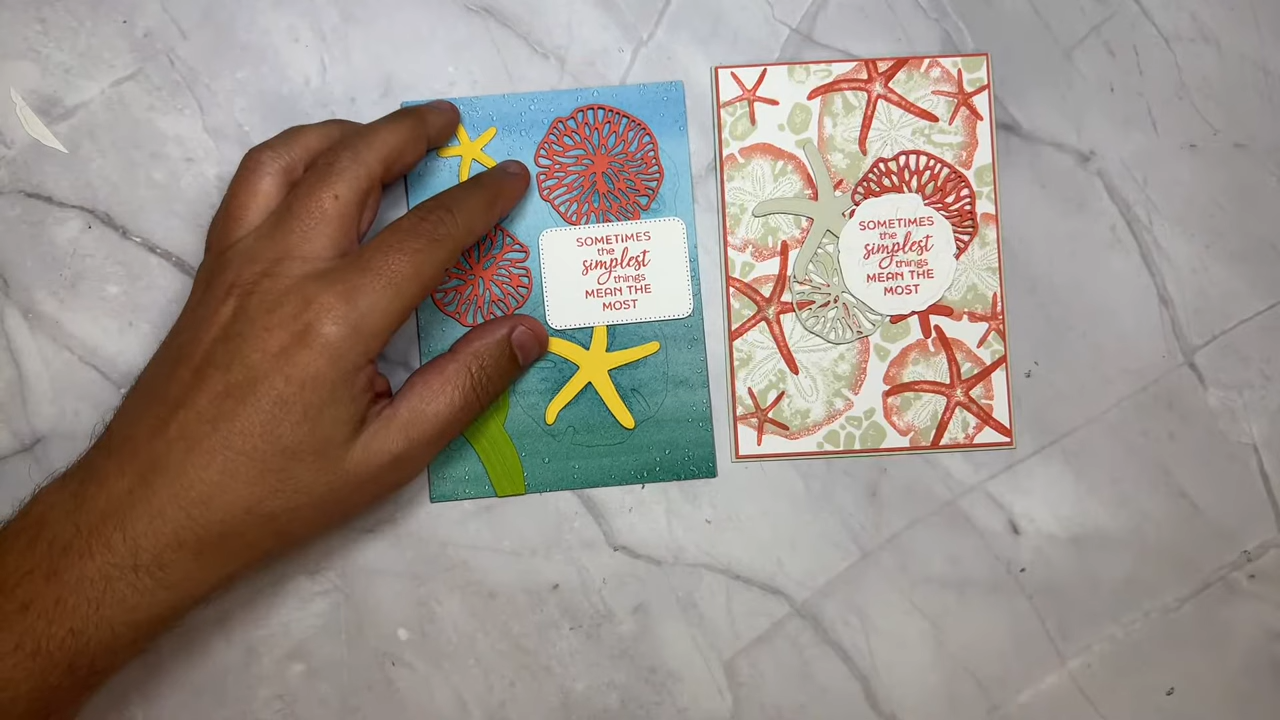 SOMETIMES
the
simplest
things
MEAN THE
MOST
SOMETIMES
the
simplest
things
MEAN THE
MOST